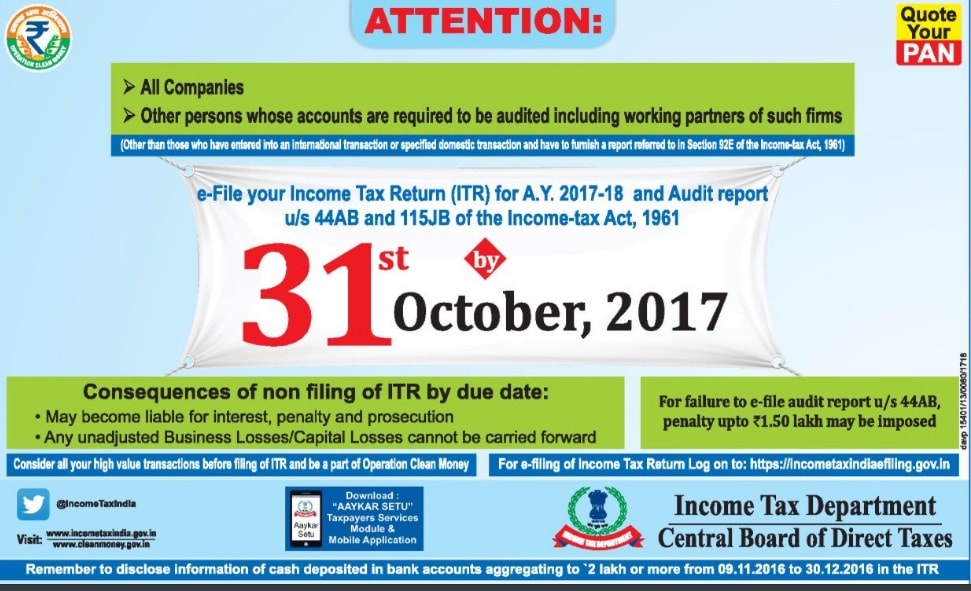 ATTENTION:
Quote
Your
PAN
OPERATION CLEAN MONEY
➢ All Companies
➢ Other persons whose accounts are required to be audited including working partners of such firms
(Other than those who have entered into an international transaction or specified domestic transaction and have to furnish a report referred to in Section 92E of the Income-tax Act, 1961)
e-File your Income Tax Return (ITR) for A.Y. 2017-18 and Audit report
u/s 44AB and 115JB of the Income-tax Act, 1961
by
31st October, 2017
Consequences of non filing of ITR by due date:
• May become liable for interest, penalty and prosecution
• Any unadjusted Business Losses/Capital Losses cannot be carried forward
For failure to e-file audit report u/s 44AB,
penalty upto ₹1.50 lakh may be imposed
davp 15401/13/0080/1718
Consider all your high value transactions before filing of ITR and be a part of Operation Clean Money
For e-filing of Income Tax Return Log on to: https://incometaxindiaefiling.gov.in
@IncomeTaxIndia
Visit: www.incometaxindia.gov.in
www.cleanmoney.gov.in
Aaykar
Setu
Download :
"AAYKAR SETU"
Taxpayers Services
Module &
Mobile Application
INCOME TAX DEPARTMENT
Income Tax Department
Central Board of Direct Taxes
Remember to disclose information of cash deposited in bank accounts aggregating to `2 lakh or more from 09.11.2016 to 30.12.2016 in the ITR